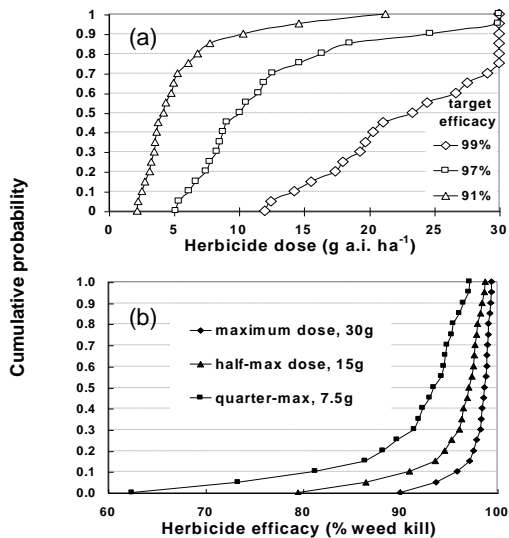 Cumulative probability
(a)
1
0.9
0.8
0.7
0.6
0.5
0.4
0.3
0.2
0.1
0
0 5 10 15 20 25 30
Herbicide dose (g a.i. ha-1)
target
efficacy
99%
97%
91%
(b)
1.0
0.9
0.8
0.7
0.6
0.5
0.4
0.3
0.2
0.1
0.0
maximum dose, 30g
half-max dose, 15g
quarter-max, 7.5g
60 70 80 90 100
Herbicide efficacy (% weed kill)